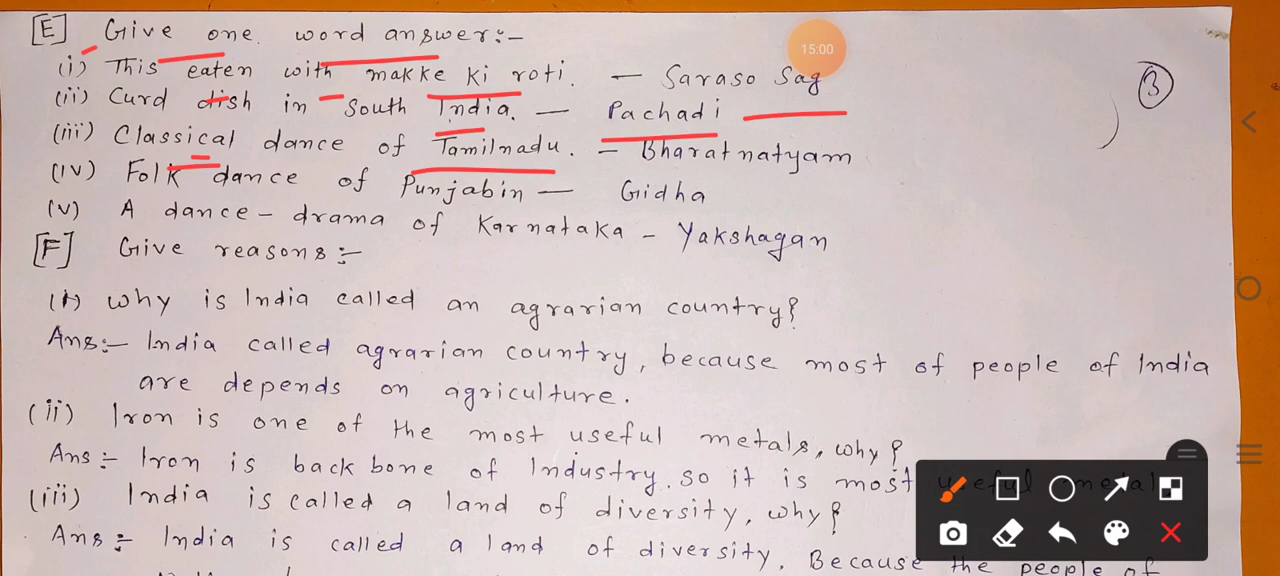 [E] Give one word answer:-
15:00
(i) This eaten with makke ki roti. — Saraso Sag
(ii) Curd dish in South India. — Pachadi
(iii) Classical dance of Tamilnadu. — Bharatnatyam
(iv) Folk dance of Punjabin — Gidha
(v) A dance - drama of Karnataka - Yakshagan
[F] Give reasons:-
(i) why is India called an agrarian country?
Ans:- India called agrarian country, because most of people of India
are depends on agriculture.
(ii) Iron is one of the most useful metals, why?
Ans:- Iron is back bone of Industry. so it is most
(iii) India is called a land of diversity, why?
Ans:- India is called a land of diversity. Because the people of